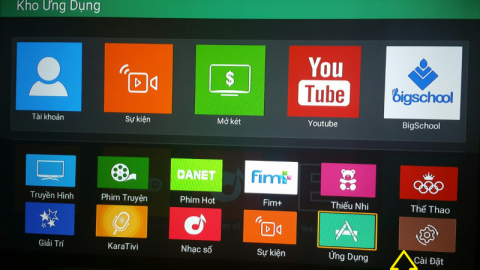 Kho Ứng Dụng
$
You
Tube
bigschool
Tài khoản
Sự kiện
Mở két
Youtube
BigSchool
DANET
Fim+
Truyền Hình
Phim Truyện
Phim Hot
Fim+
Thiếu Nhi
Thể Thao
Giải Trí
KaraTivi
Nhạc số
Sự kiện
Ứng Dụng
Cài Đặt